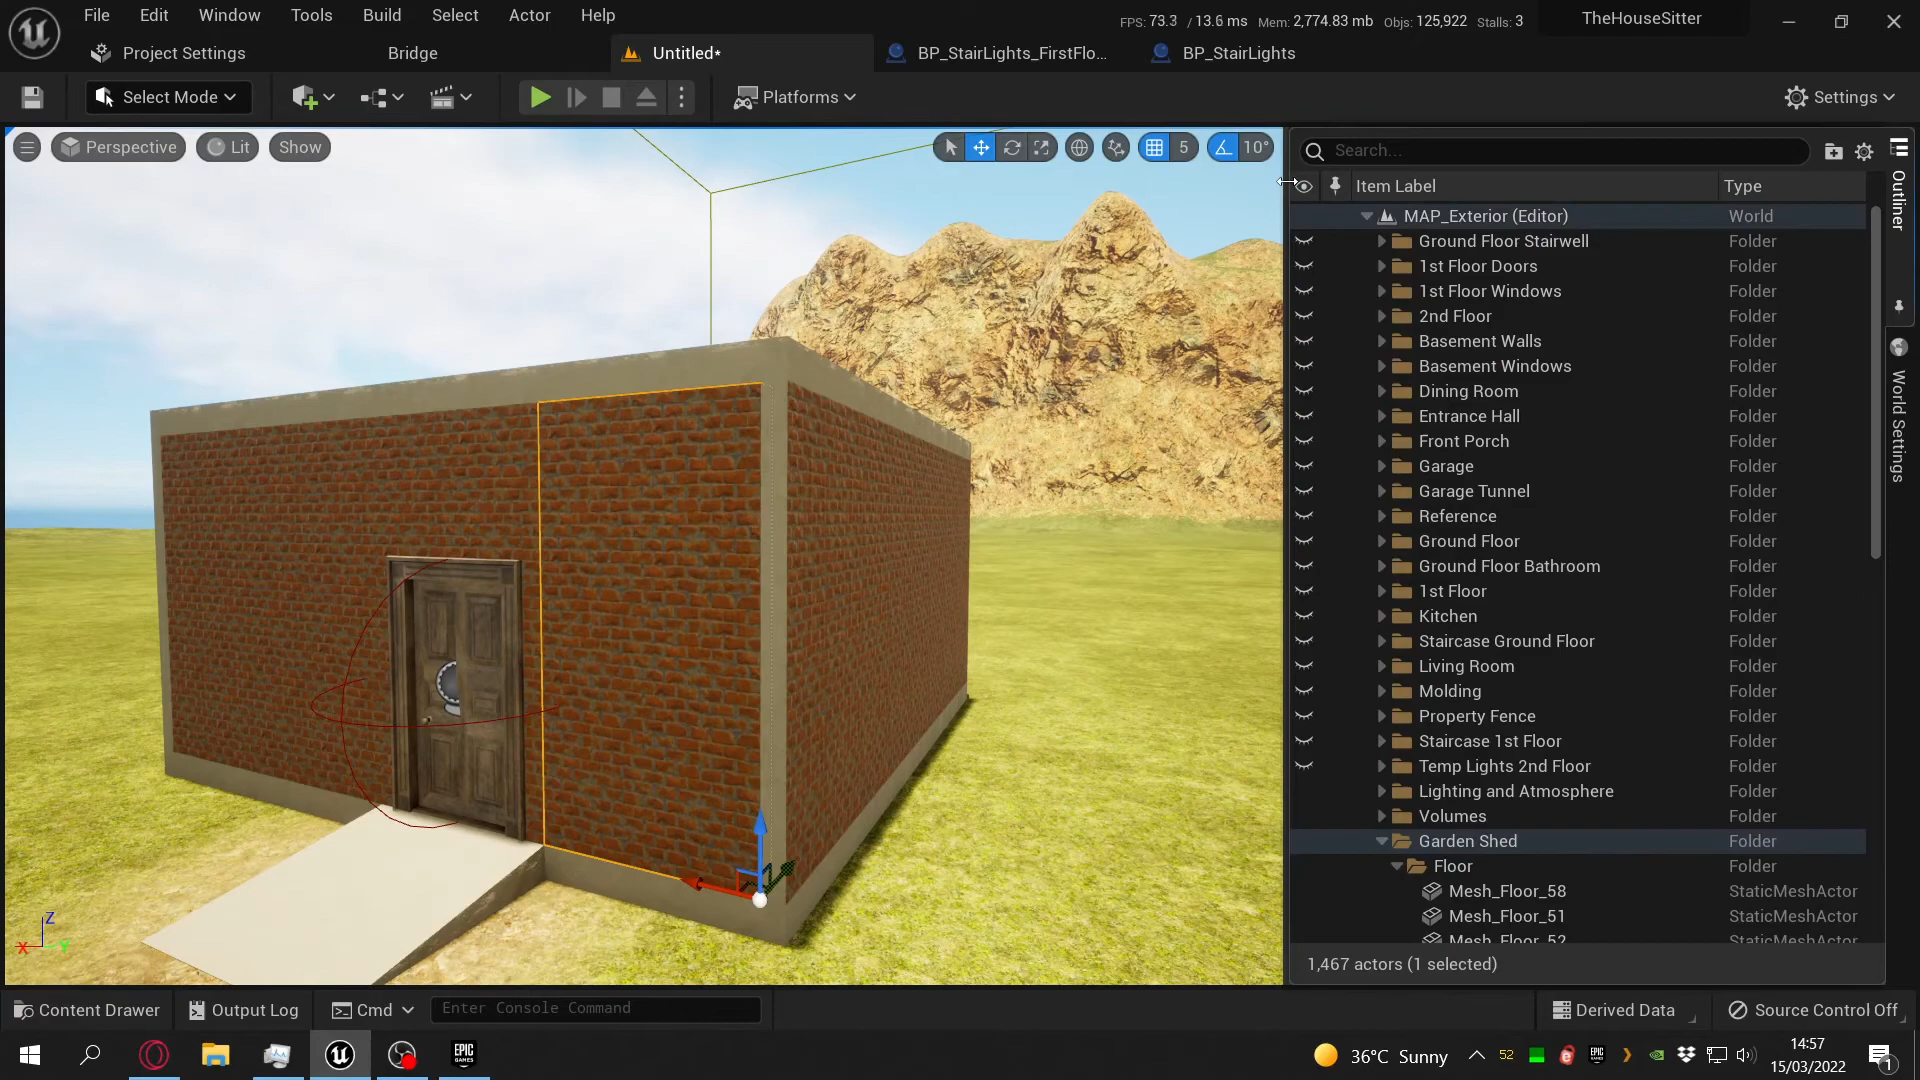 File Edit Window Tools Build Select Actor Help
FPS: 73.3 / 13.6 ms Mem: 2,774.83 mb Objs: 125,922 Stalls: 3
TheHouseSitter
Project Settings
Bridge
Untitled*
BP_StairLights_FirstFlo...
BP_StairLights
Select Mode
Platforms
Settings
Perspective
Lit
Show
5
10°
Search...
Item Label Type
MAP_Exterior (Editor) World
Ground Floor Stairwell Folder
1st Floor Doors Folder
1st Floor Windows Folder
2nd Floor Folder
Basement Walls Folder
Basement Windows Folder
Dining Room Folder
Entrance Hall Folder
Front Porch Folder
Garage Folder
Garage Tunnel Folder
Reference Folder
Ground Floor Folder
Ground Floor Bathroom Folder
1st Floor Folder
Kitchen Folder
Staircase Ground Floor Folder
Living Room Folder
Molding Folder
Property Fence Folder
Staircase 1st Floor Folder
Temp Lights 2nd Floor Folder
Lighting and Atmosphere Folder
Volumes Folder
Garden Shed Folder
Floor Folder
Mesh_Floor_58 StaticMeshActor
Mesh_Floor_51 StaticMeshActor
Mesh_Floor_52 StaticMeshActor
1,467 actors (1 selected)
Outliner
World Settings
Z
X
Y
Content Drawer
Output Log
Cmd
Enter Console Command
Derived Data
Source Control Off
EPIC
GAMES
36°C Sunny
52
EPIC
14:57
15/03/2022
1